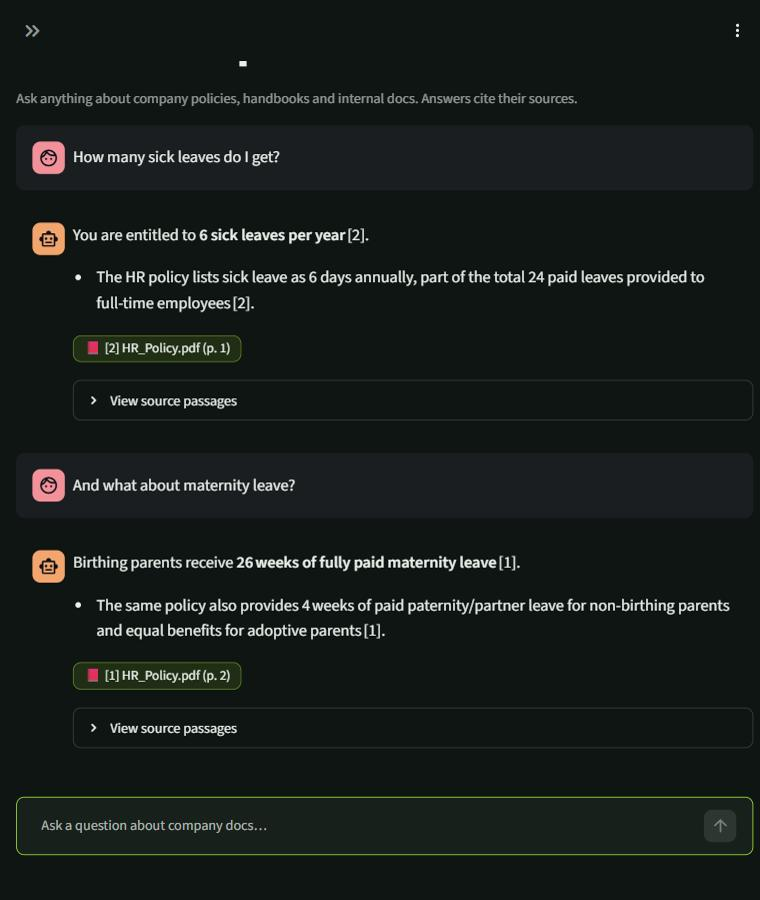 Ask anything about company policies, handbooks and internal docs. Answers cite their sources.
How many sick leaves do I get?
You are entitled to 6 sick leaves per year [2].
• The HR policy lists sick leave as 6 days annually, part of the total 24 paid leaves provided to
full-time employees [2].
[2] HR_Policy.pdf (p. 1)
View source passages
And what about maternity leave?
Birthing parents receive 26 weeks of fully paid maternity leave [1].
• The same policy also provides 4 weeks of paid paternity/partner leave for non-birthing parents
and equal benefits for adoptive parents [1].
[1] HR_Policy.pdf (p. 2)
View source passages
Ask a question about company docs...